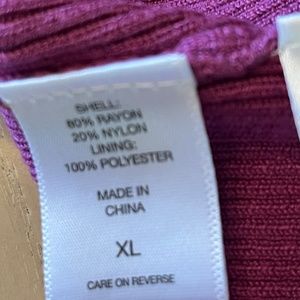 SHELL:
80% RAYON
20% NYLON
LINING:
100% POLYESTER
MADE IN
CHINA
XL
CARE ON REVERSE